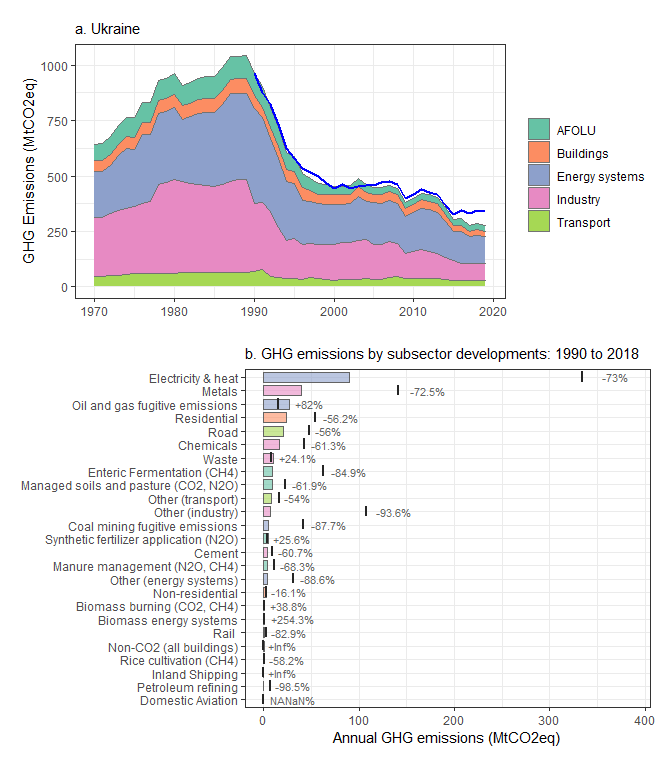 a. Ukraine
GHG Emissions (MtCO2eq)
1000
750
500
250
0
1970
1980
1990
2000
2010
2020
AFOLU
Buildings
Energy systems
Industry
Transport
b. GHG emissions by subsector developments: 1990 to 2018
Electricity & heat -73%
Metals -72.5%
Oil and gas fugitive emissions +82%
Residential -56.2%
Road -56%
Chemicals -61.3%
Waste +24.1%
Enteric Fermentation (CH4) -84.9%
Managed soils and pasture (CO2, N2O) -61.9%
Other (transport) -54%
Other (industry) -93.6%
Coal mining fugitive emissions -87.7%
Synthetic fertilizer application (N2O) +25.6%
Cement -60.7%
Manure management (N2O, CH4) -68.3%
Other (energy systems) -88.6%
Non-residential -16.1%
Biomass burning (CO2, CH4) +38.8%
Biomass energy systems +254.3%
Rail -82.9%
Non-CO2 (all buildings) +Inf%
Rice cultivation (CH4) -58.2%
Inland Shipping +Inf%
Petroleum refining -98.5%
Domestic Aviation NANaN%
0
100
200
300
400
Annual GHG emissions (MtCO2eq)